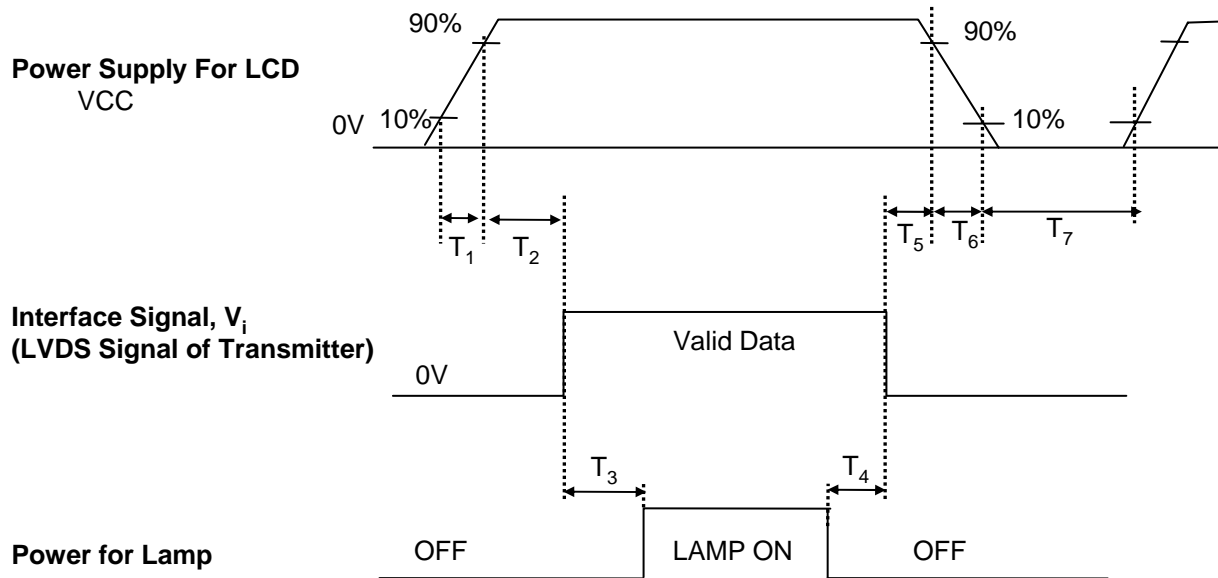 90%
90%
Power Supply For LCD
VCC
0V
10%
10%
T1
T2
T5
T6
T7
Interface Signal, Vi
(LVDS Signal of Transmitter)
Valid Data
0V
T3
T4
Power for Lamp
OFF
LAMP ON
OFF